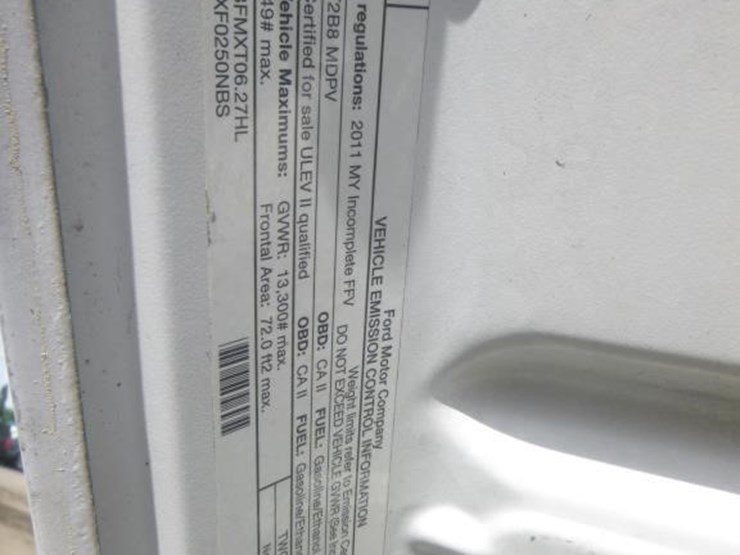 Ford Motor Company
VEHICLE EMISSION CONTROL INFORMATION
regulations: 2011 MY Incomplete FFV Weight limits refer to Emission
DO NOT EXCEED VEHICLE GVWR (See
2B8 MDPV OBD: CA II FUEL: Gasoline/Ethanol
ertified for sale ULEV II qualified OBD: CA II FUEL: Gasoline/Ethan
ehicle Maximums: GVWR: 13,300# max.
49# max. Frontal Area: 72.0 ft2 max.
FMXT06.27HL
XF0250NBS